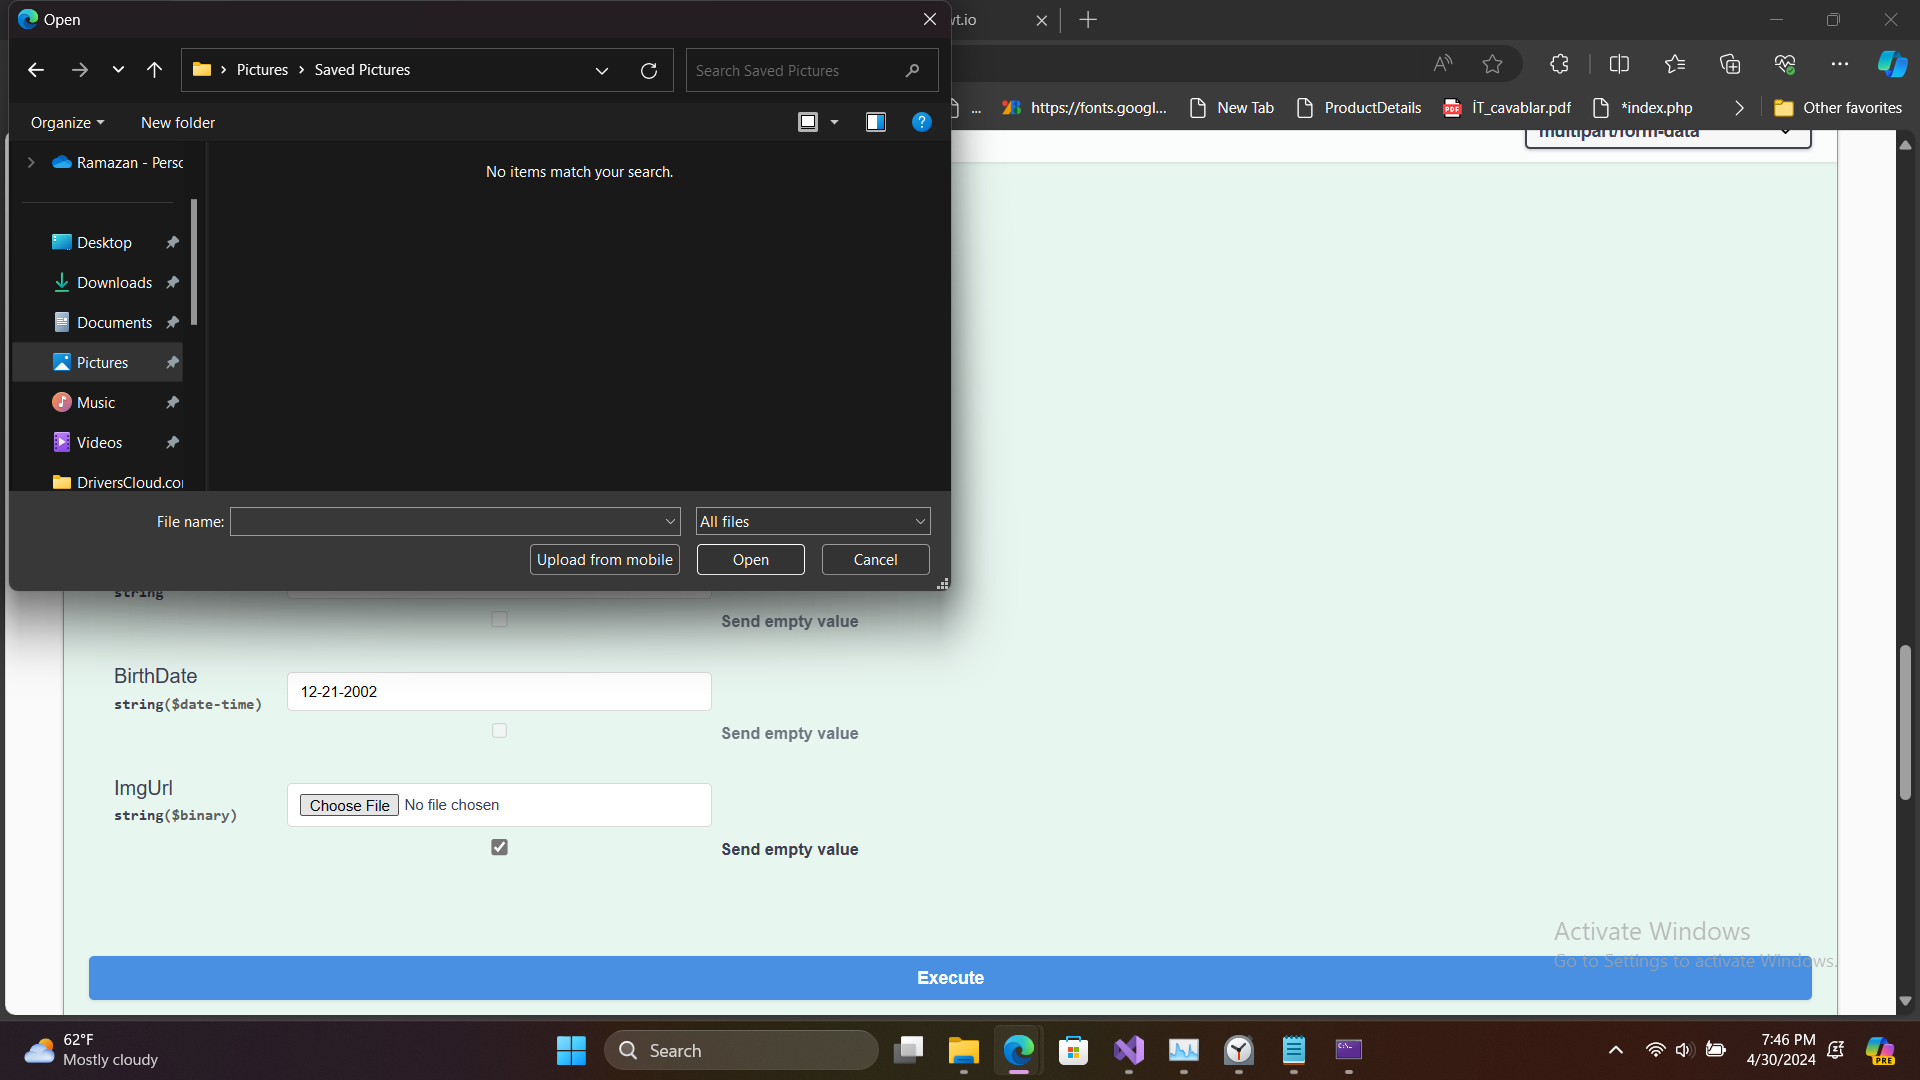 Open
wt.io
Pictures > Saved Pictures
Search Saved Pictures
Organize
New folder
...
https://fonts.googl...
New Tab
ProductDetails
İT_cavablar.pdf
*index.php
Other favorites
multipart/form-data
Ramazan - Persc
No items match your search.
Desktop
Downloads
Documents
Pictures
Music
Videos
DriversCloud.co
File name:
All files
Upload from mobile
Open
Cancel
string
Send empty value
BirthDate
string($date-time)
12-21-2002
Send empty value
ImgUrl
string($binary)
Choose File No file chosen
Send empty value
Activate Windows
Go to Settings to activate Windows.
Execute
62°F
Mostly cloudy
Search
7:46 PM
4/30/2024
PRE